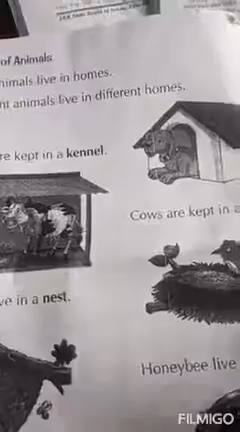 of Animals
nimals live in homes.
nt animals live in different homes.
re kept in a kennel.
Cows are kept in a
ve in a nest.
Honeybee live
FILMIGO